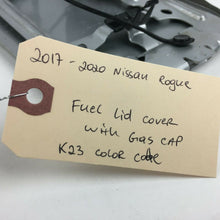 2017 - 2020 Nissan Rogue
Fuel lid cover
with Gas cap
K23 color code